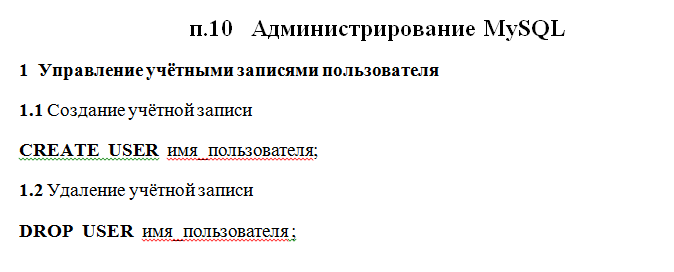 п.10 Администрирование MySQL
1 Управление учётными записями пользователя
1.1 Создание учётной записи
CREATE USER имя_пользователя;
1.2 Удаление учётной записи
DROP USER имя_пользователя;